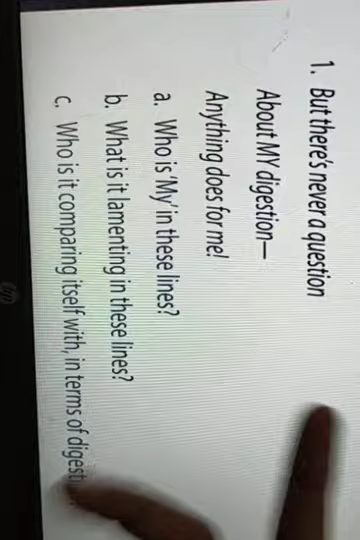 1. But there's never a question
About MY digestion—
Anything does for me!
a. Who is 'My' in these lines?
b. What is it lamenting in these lines?
c. Who is it comparing itself with, in terms of
hp